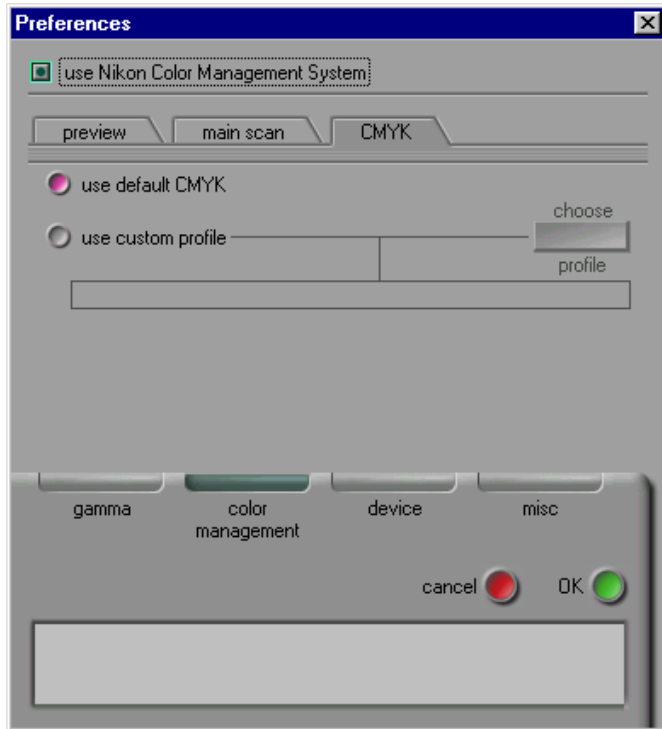 Preferences
use Nikon Color Management System
preview main scan CMYK
use default CMYK
choose
use custom profile
profile
gamma color management device misc
cancel OK